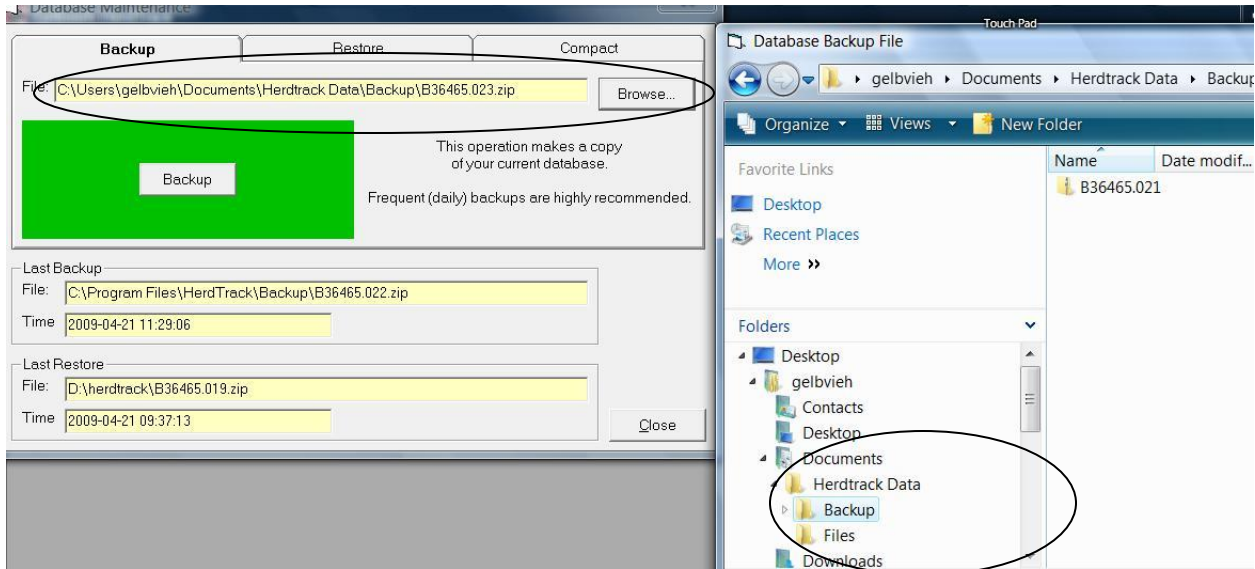 Database Maintenance
Backup Restore Compact
File: C:\Users\gelbvieh\Documents\Herdtrack Data\Backup\B36465.023.zip Browse...
Backup
This operation makes a copy
of your current database.
Frequent (daily) backups are highly recommended.
Last Backup
File: C:\Program Files\HerdTrack\Backup\B36465.022.zip
Time 2009-04-21 11:29:06
Last Restore
File: D:\herdtrack\B36465.019.zip
Time 2009-04-21 09:37:13
Close
Touch Pad
Database Backup File
gelbvieh Documents Herdtrack Data Backup
Organize Views New Folder
Favorite Links
Desktop
Recent Places
More »
Name Date modif...
B36465.021
Folders
Desktop
gelbvieh
Contacts
Desktop
Documents
Herdtrack Data
Backup
Files
Downloads